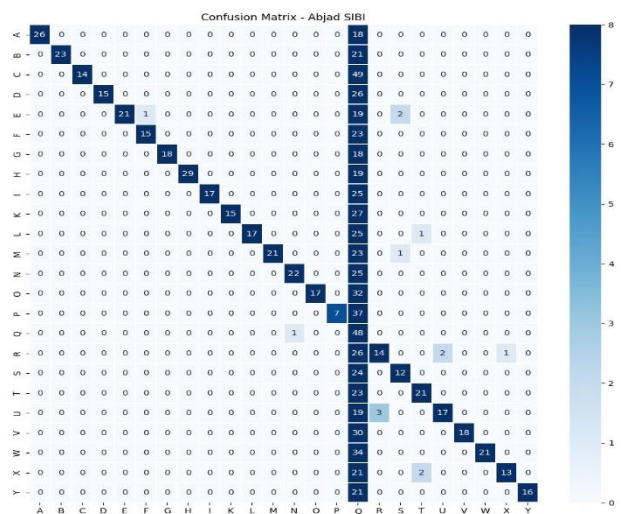 Confusion Matrix - Abjad SIBI
A 26 0 0 0 0 0 0 0 0 0 0 0 0 0 0 18 0 0 0 0 0 0 0 0
B 0 23 0 0 0 0 0 0 0 0 0 0 0 0 0 21 0 0 0 0 0 0 0 0
C 0 0 14 0 0 0 0 0 0 0 0 0 0 0 0 49 0 0 0 0 0 0 0 0
D 0 0 0 15 0 0 0 0 0 0 0 0 0 0 0 26 0 0 0 0 0 0 0 0
E 0 0 0 0 21 1 0 0 0 0 0 0 0 0 0 19 0 2 0 0 0 0 0 0
F 0 0 0 0 0 15 0 0 0 0 0 0 0 0 0 23 0 0 0 0 0 0 0 0
G 0 0 0 0 0 0 18 0 0 0 0 0 0 0 0 18 0 0 0 0 0 0 0 0
H 0 0 0 0 0 0 0 29 0 0 0 0 0 0 0 19 0 0 0 0 0 0 0 0
I 0 0 0 0 0 0 0 0 17 0 0 0 0 0 0 25 0 0 0 0 0 0 0 0
K 0 0 0 0 0 0 0 0 0 15 0 0 0 0 0 27 0 0 0 0 0 0 0 0
L 0 0 0 0 0 0 0 0 0 0 17 0 0 0 0 25 0 0 1 0 0 0 0 0
M 0 0 0 0 0 0 0 0 0 0 0 21 0 0 0 23 0 1 0 0 0 0 0 0
N 0 0 0 0 0 0 0 0 0 0 0 0 22 0 0 25 0 0 0 0 0 0 0 0
O 0 0 0 0 0 0 0 0 0 0 0 0 0 17 0 32 0 0 0 0 0 0 0 0
P 0 0 0 0 0 0 0 0 0 0 0 0 0 0 7 37 0 0 0 0 0 0 0 0
Q 0 0 0 0 0 0 0 0 0 0 0 0 1 0 0 48 0 0 0 0 0 0 0 0
R 0 0 0 0 0 0 0 0 0 0 0 0 0 0 0 26 14 0 0 2 0 0 1 0
S 0 0 0 0 0 0 0 0 0 0 0 0 0 0 0 24 0 12 0 0 0 0 0 0
T 0 0 0 0 0 0 0 0 0 0 0 0 0 0 0 23 0 0 21 0 0 0 0 0
U 0 0 0 0 0 0 0 0 0 0 0 0 0 0 0 19 3 0 0 17 0 0 0 0
V 0 0 0 0 0 0 0 0 0 0 0 0 0 0 0 30 0 0 0 0 18 0 0 0
W 0 0 0 0 0 0 0 0 0 0 0 0 0 0 0 34 0 0 0 0 0 21 0 0
X 0 0 0 0 0 0 0 0 0 0 0 0 0 0 0 21 0 0 2 0 0 0 13 0
Y 0 0 0 0 0 0 0 0 0 0 0 0 0 0 0 21 0 0 0 0 0 0 0 16
A B C D E F G H I K L M N O P Q R S T U V W X Y
8
7
6
5
4
3
2
1
0